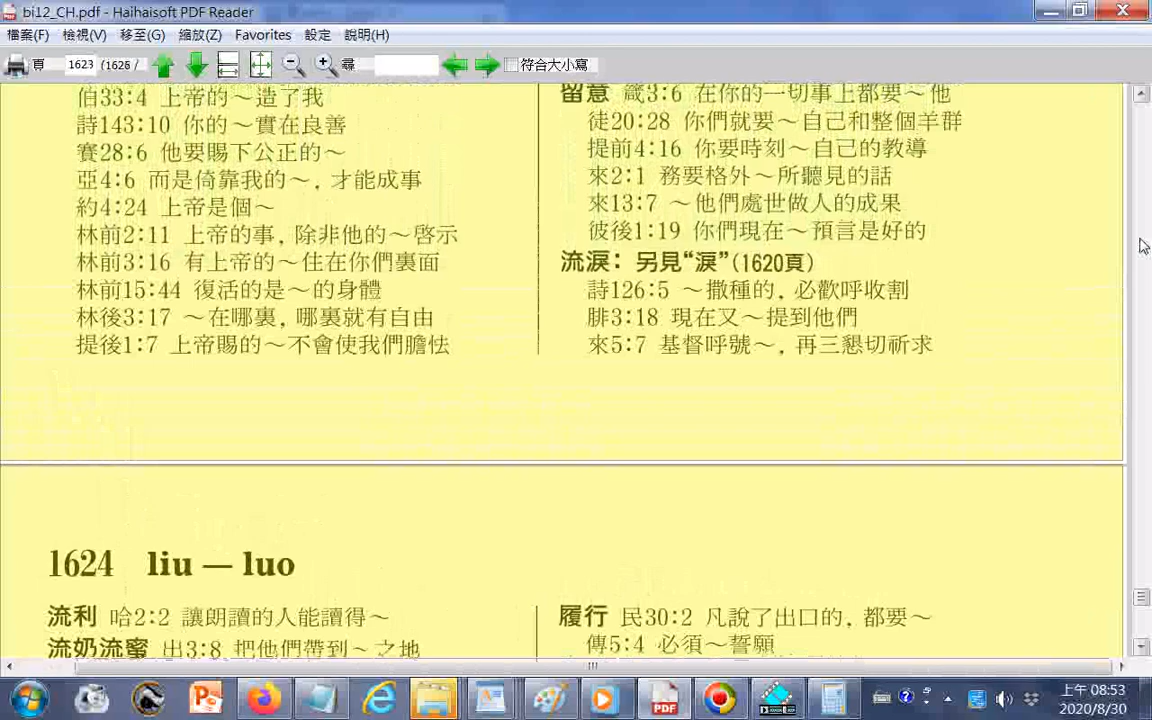 bi12_CH.pdf - Haihaisoft PDF Reader
檔案(F) 檢視(V) 移至(G) 縮放(Z) Favorites 設定 說明(H)
頁 1623 (1626 / 尋 符合大小寫
伯33:4 上帝的～造了我
詩143:10 你的～實在良善
賽28:6 他要賜下公正的～
亞4:6 而是倚靠我的～, 才能成事
約4:24 上帝是個～
林前2:11 上帝的事, 除非他的～啓示
林前3:16 有上帝的～住在你們裏面
林前15:44 復活的是～的身體
林後3:17 ～在哪裏, 哪裏就有自由
提後1:7 上帝賜的～不會使我們膽怯
留意 箴3:6 在你的一切事上都要～他
徒20:28 你們就要～自己和整個羊群
提前4:16 你要時刻～自己的教導
來2:1 務要格外～所聽見的話
來13:7 ～他們處世做人的成果
彼後1:19 你們現在～預言是好的
流淚: 另見“淚”(1620頁)
詩126:5 ～撒種的, 必歡呼收割
腓3:18 現在又～提到他們
來5:7 基督呼號～, 再三懇切祈求
1624 liu — luo
流利 哈2:2 讓朗讀的人能讀得～
流奶流蜜 出3:8 把他們帶到～之地
履行 民30:2 凡說了出口的, 都要～
傳5:4 必須～誓願
PDF
上午 08:53
2020/8/30